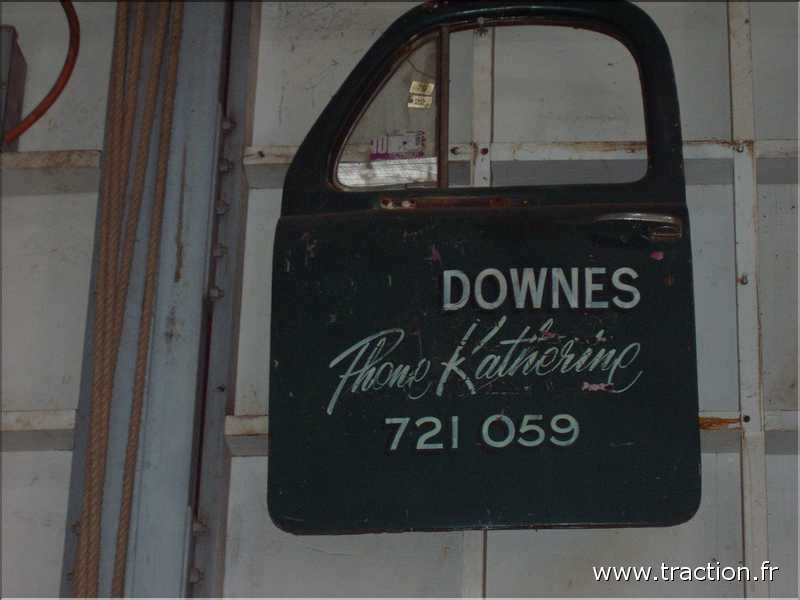 DOWNES
Phone Katherine
721 059
www.traction.fr